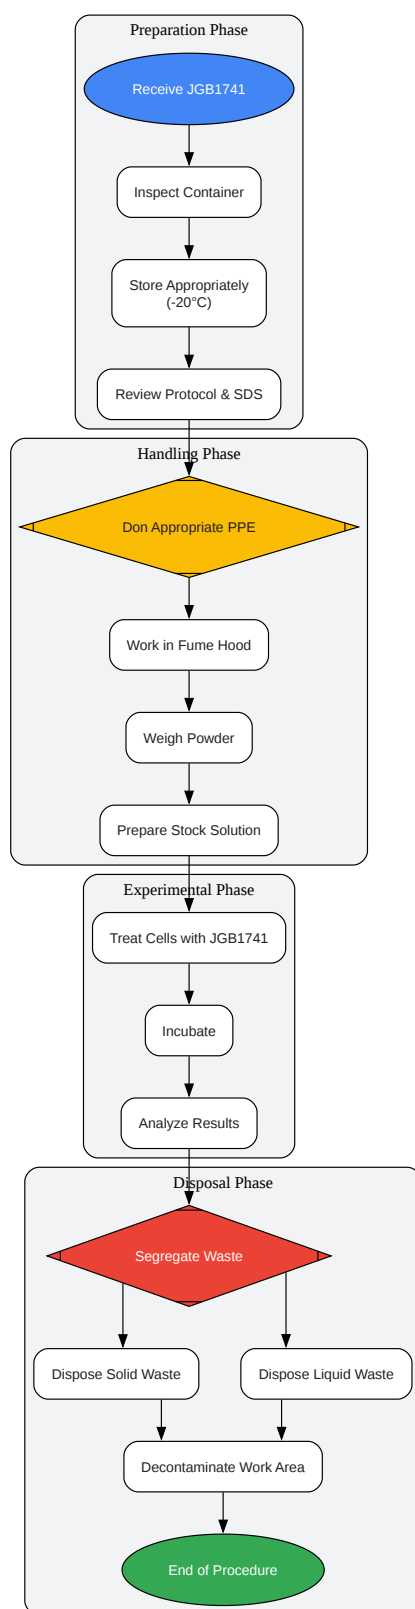 Preparation Phase
Receive JGB1741
Inspect Container
Store Appropriately
(-20°C)
Review Protocol & SDS
Handling Phase
Don Appropriate PPE
Work in Fume Hood
Weigh Powder
Prepare Stock Solution
Experimental Phase
Treat Cells with JGB1741
Incubate
Analyze Results
Disposal Phase
Segregate Waste
Dispose Solid Waste
Dispose Liquid Waste
Decontaminate Work Area
End of Procedure